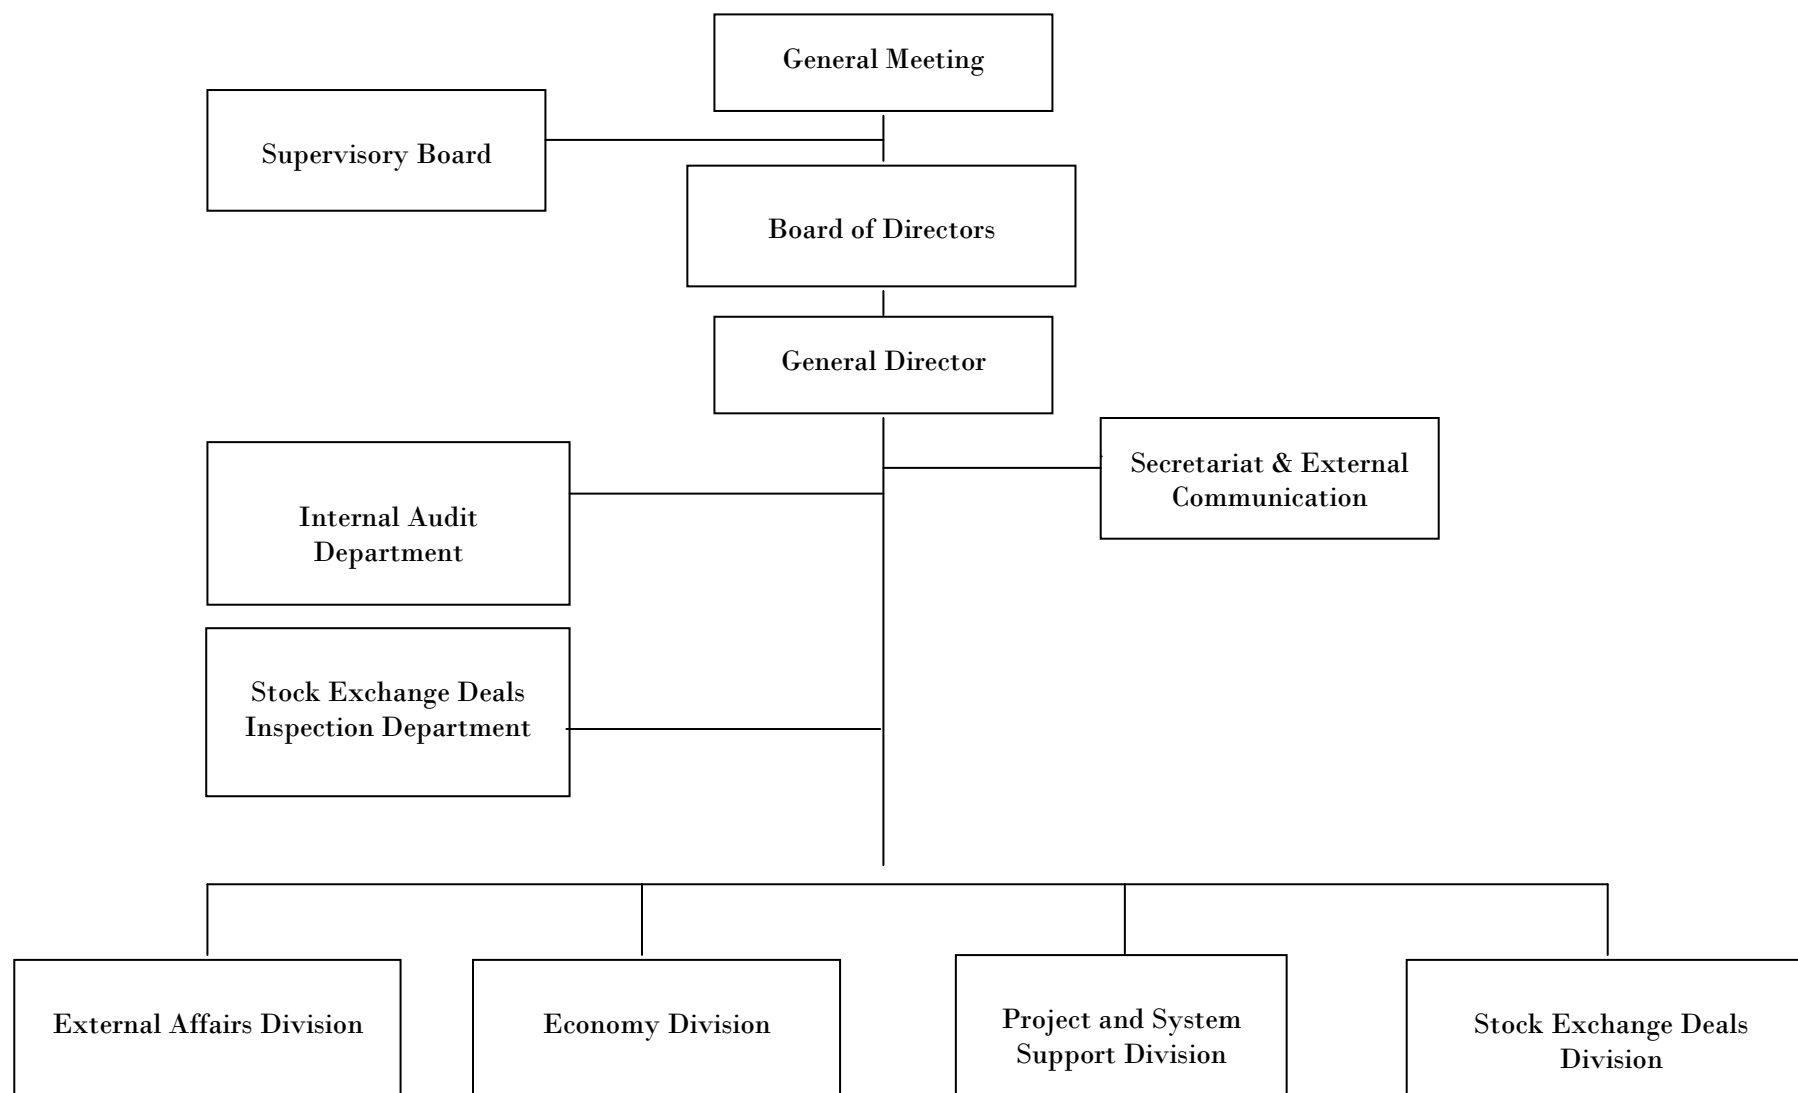 General Meeting
Supervisory Board
Board of Directors
General Director
Secretariat & External
Communication
Internal Audit
Department
Stock Exchange Deals
Inspection Department
External Affairs Division
Economy Division
Project and System
Support Division
Stock Exchange Deals
Division